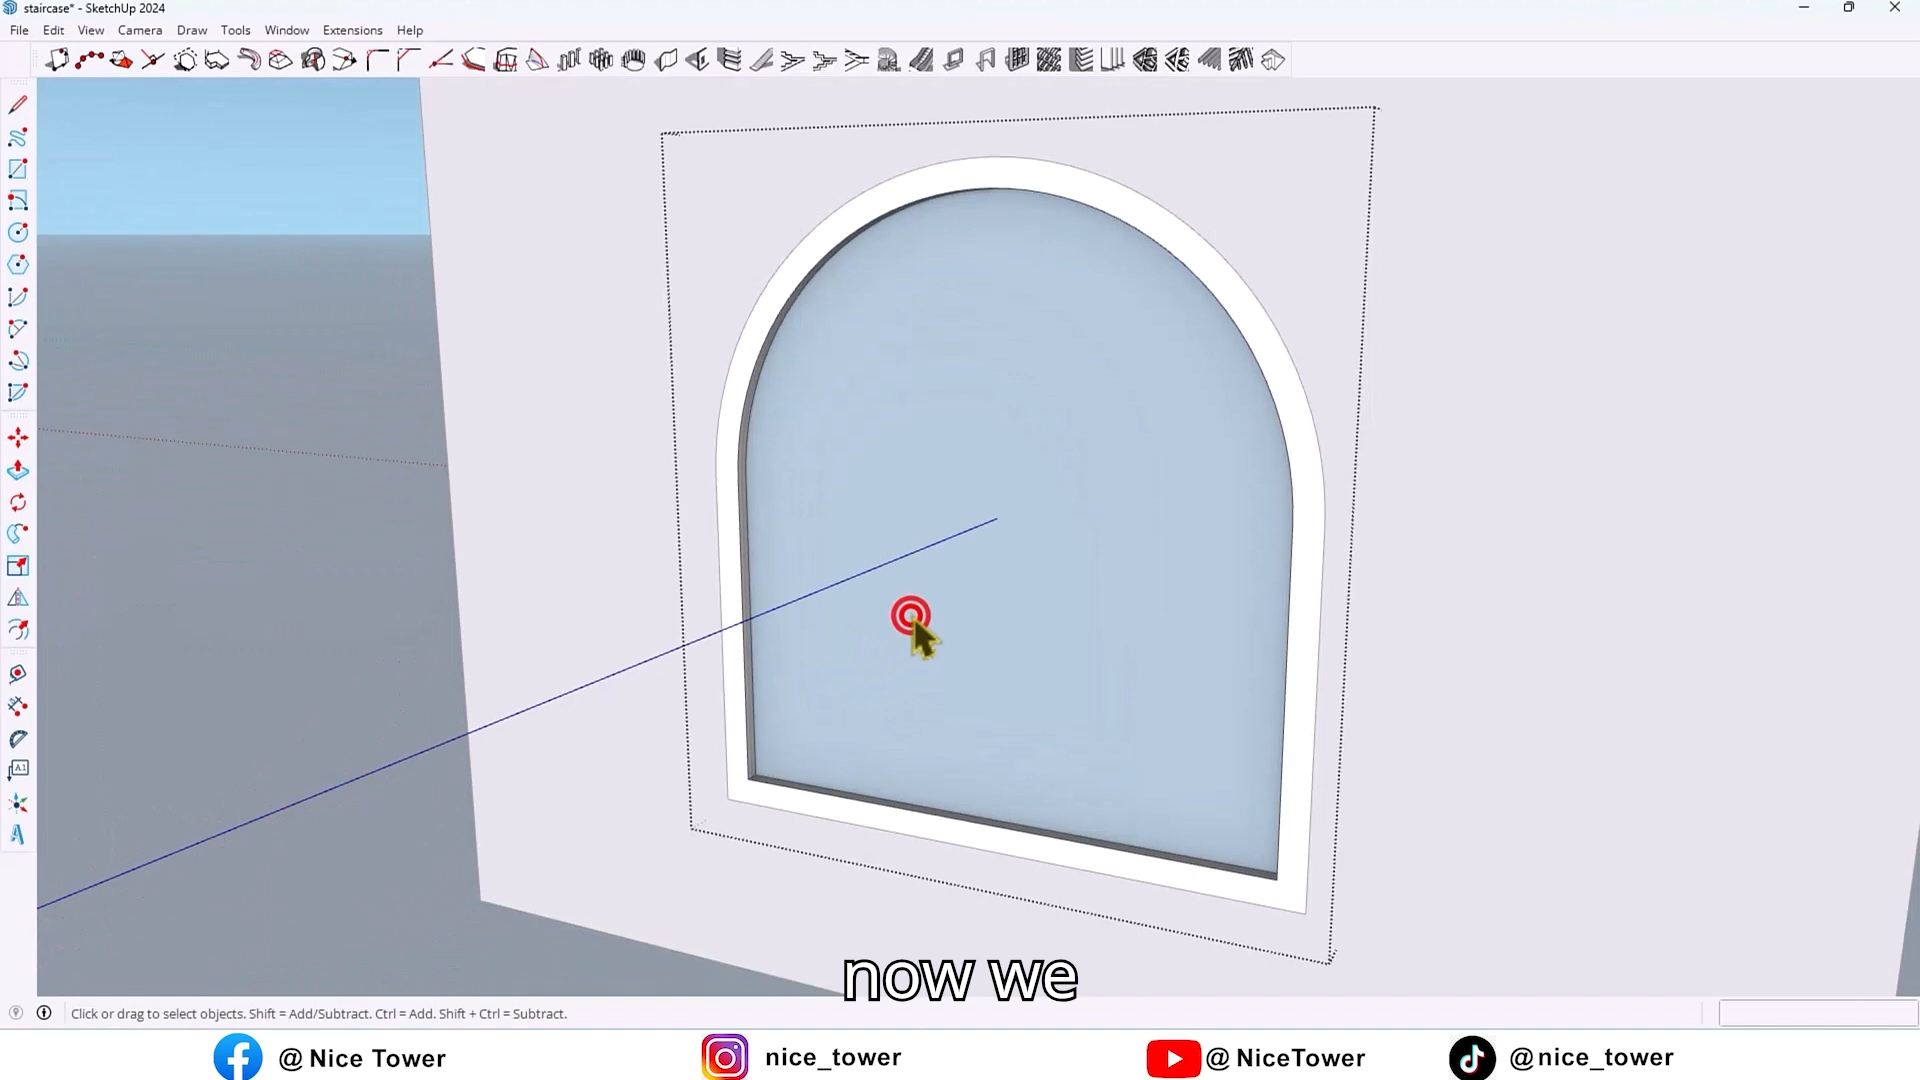 staircase* - SketchUp 2024
File Edit View Camera Draw Tools Window Extensions Help
A1
now we
Click or drag to select objects. Shift = Add/Subtract. Ctrl = Add. Shift + Ctrl = Subtract.
@ Nice Tower nice_tower @ NiceTower @nice_tower